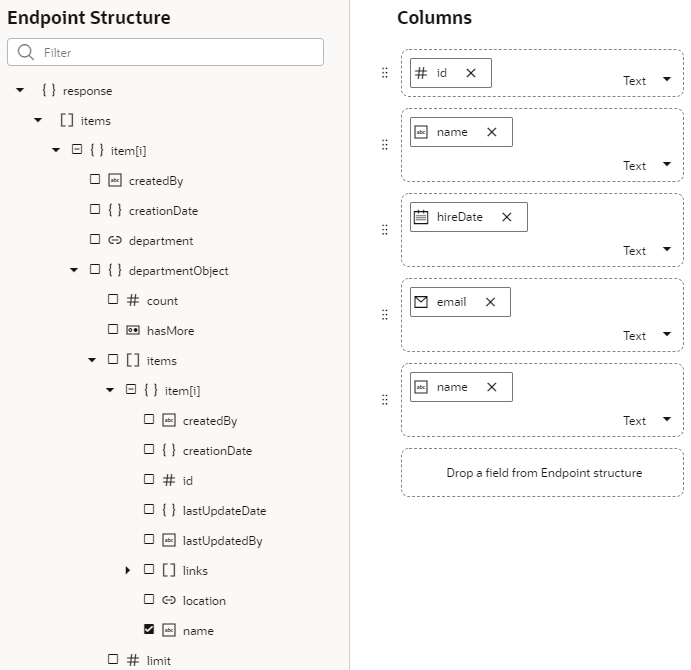 Endpoint Structure
Filter
{ } response
[ ] items
{ } item[i]
abc createdBy
{ } creationDate
department
{ } departmentObject
# count
hasMore
[ ] items
{ } item[i]
abc createdBy
{ } creationDate
# id
{ } lastUpdateDate
abc lastUpdatedBy
[ ] links
location
abc name
# limit
Columns
# id
Text
abc name
Text
hireDate
Text
email
Text
abc name
Text
Drop a field from Endpoint structure